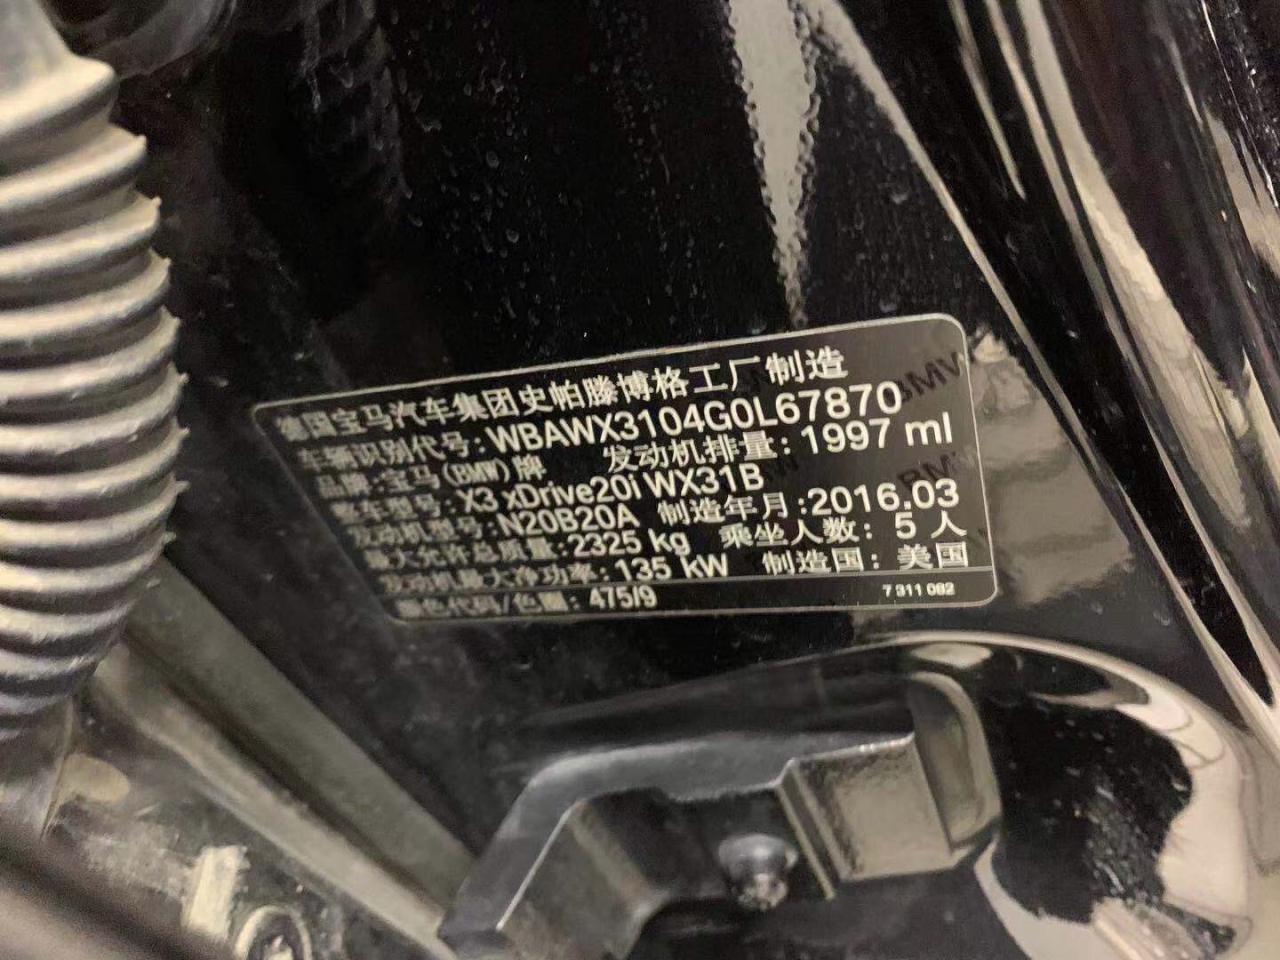 德国宝马汽车集团史帕滕博格工厂制造
车辆识别代号：WBAWX3104G0L67870
品牌：宝马(BMW)牌 发动机排量：1997 ml
整车型号：X3 xDrive20i WX31B
发动机型号：N20B20A 制造年月：2016.03
最大允许总质量：2325 kg 乘坐人数：5 人
发动机最大净功率：135 kW 制造国：美国
颜色代码/色圈：475/9 7 311 082